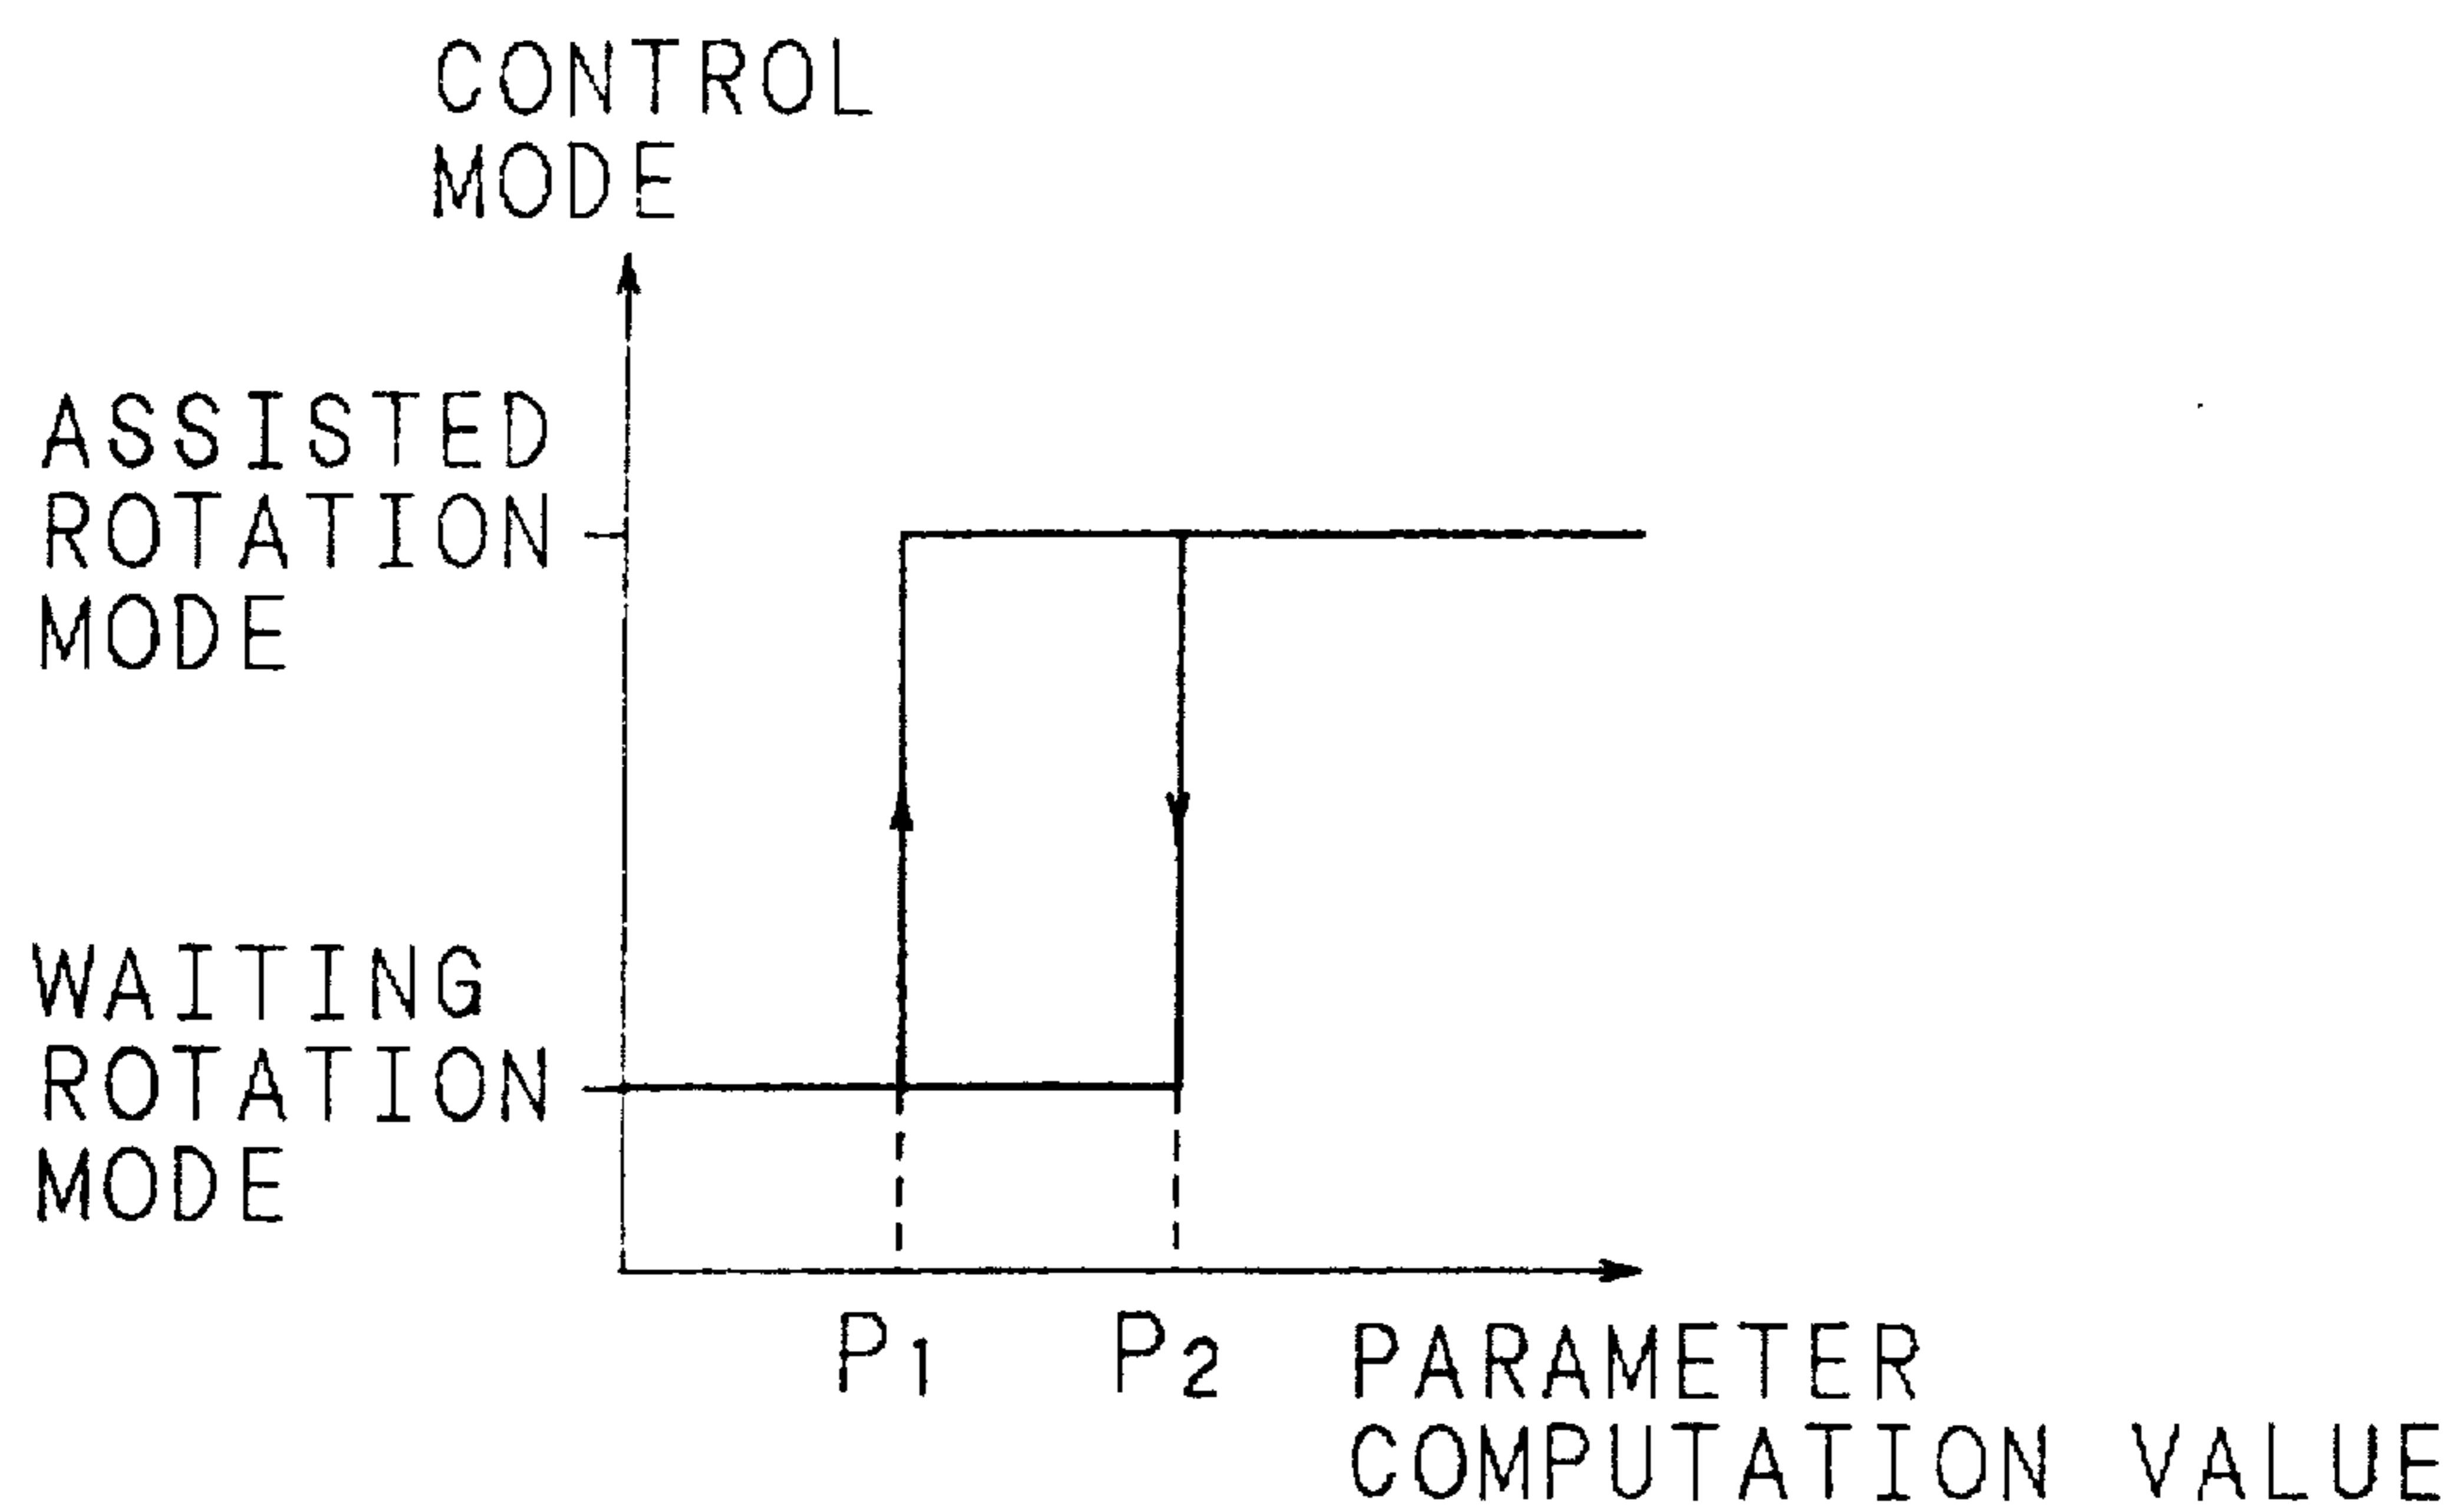 CONTROL
MODE
ASSISTED
ROTATION
MODE
WAITING
ROTATION
MODE
P1
P2
PARAMETER
COMPUTATION VALUE